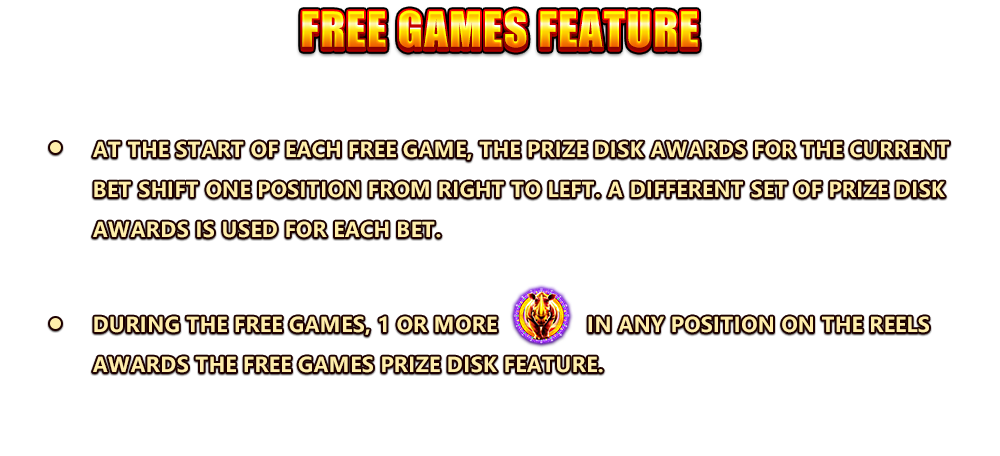 FREE GAMES FEATURE
• AT THE START OF EACH FREE GAME, THE PRIZE DISK AWARDS FOR THE CURRENT
BET SHIFT ONE POSITION FROM RIGHT TO LEFT. A DIFFERENT SET OF PRIZE DISK
AWARDS IS USED FOR EACH BET.
• DURING THE FREE GAMES, 1 OR MORE IN ANY POSITION ON THE REELS
AWARDS THE FREE GAMES PRIZE DISK FEATURE.